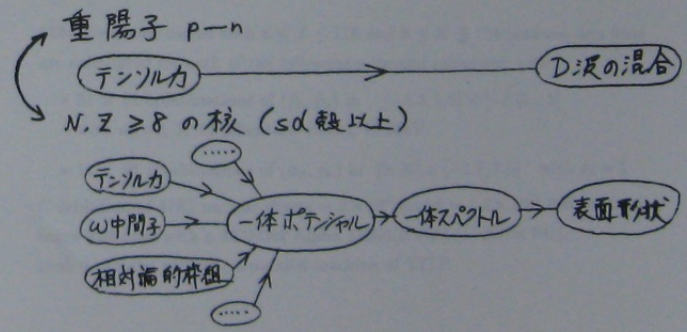 重陽子 p—n
テンソル力 D波の混合
N, Z ≥ 8 の核 (sd殻以上)
.....
テンソル力
ω中間子 一体ポテンシャル 一体スペクトル 表面形状
相対論的枠組
.....